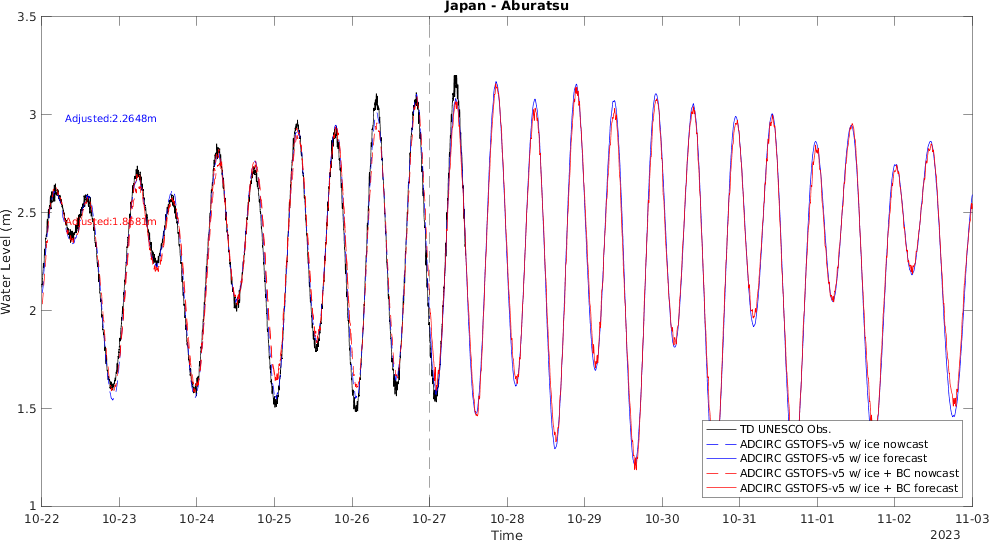 Japan - Aburatsu
3.5
3
2.5
2
1.5
1
Water Level (m)
Adjusted:2.2648m
Adjusted:1.8681m
TD UNESCO Obs.
ADCIRC GSTOFS-v5 w/ ice nowcast
ADCIRC GSTOFS-v5 w/ ice forecast
ADCIRC GSTOFS-v5 w/ ice + BC nowcast
ADCIRC GSTOFS-v5 w/ ice + BC forecast
10-22 10-23 10-24 10-25 10-26 10-27 10-28 10-29 10-30 10-31 11-01 11-02 11-03
Time
2023